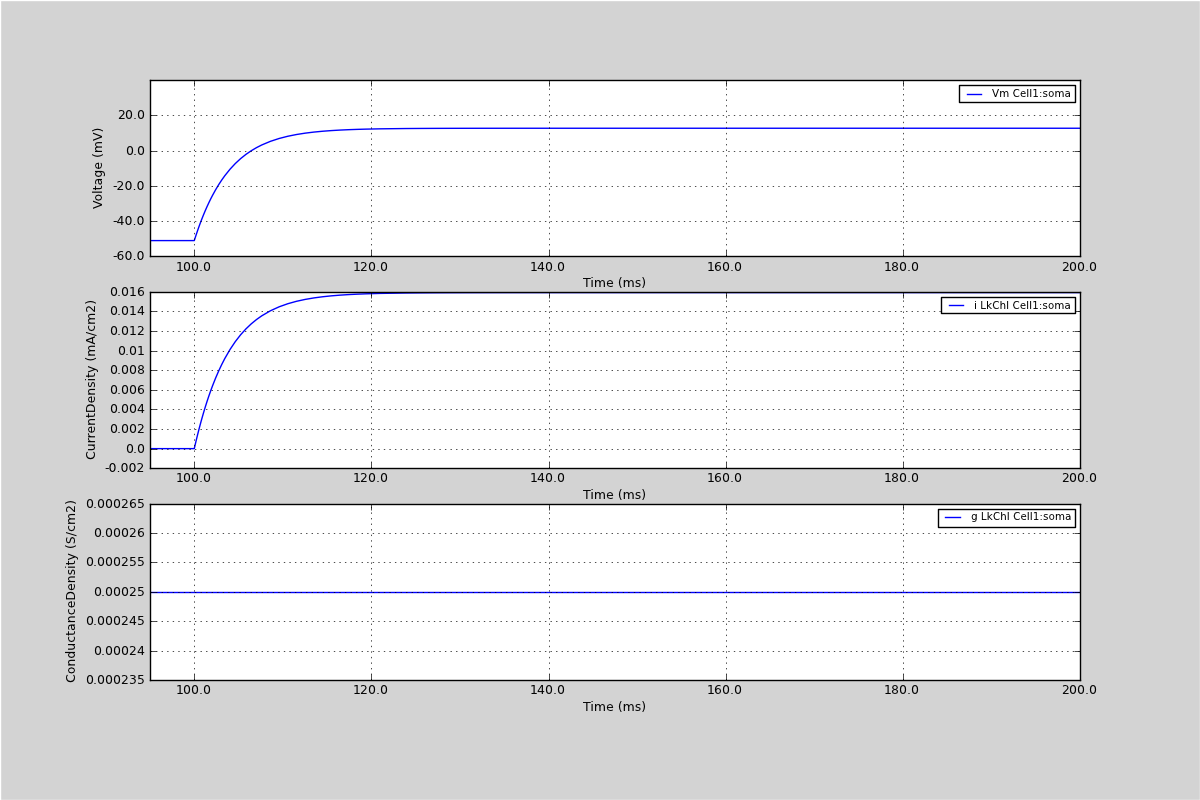 Vm Cell1:soma
20.0
0.0
-20.0
-40.0
-60.0
Voltage (mV)
100.0 120.0 140.0 160.0 180.0 200.0
Time (ms)
i LkChl Cell1:soma
0.016
0.014
0.012
0.01
0.008
0.006
0.004
0.002
0.0
-0.002
CurrentDensity (mA/cm2)
100.0 120.0 140.0 160.0 180.0 200.0
Time (ms)
g LkChl Cell1:soma
0.000265
0.00026
0.000255
0.00025
0.000245
0.00024
0.000235
ConductanceDensity (S/cm2)
100.0 120.0 140.0 160.0 180.0 200.0
Time (ms)